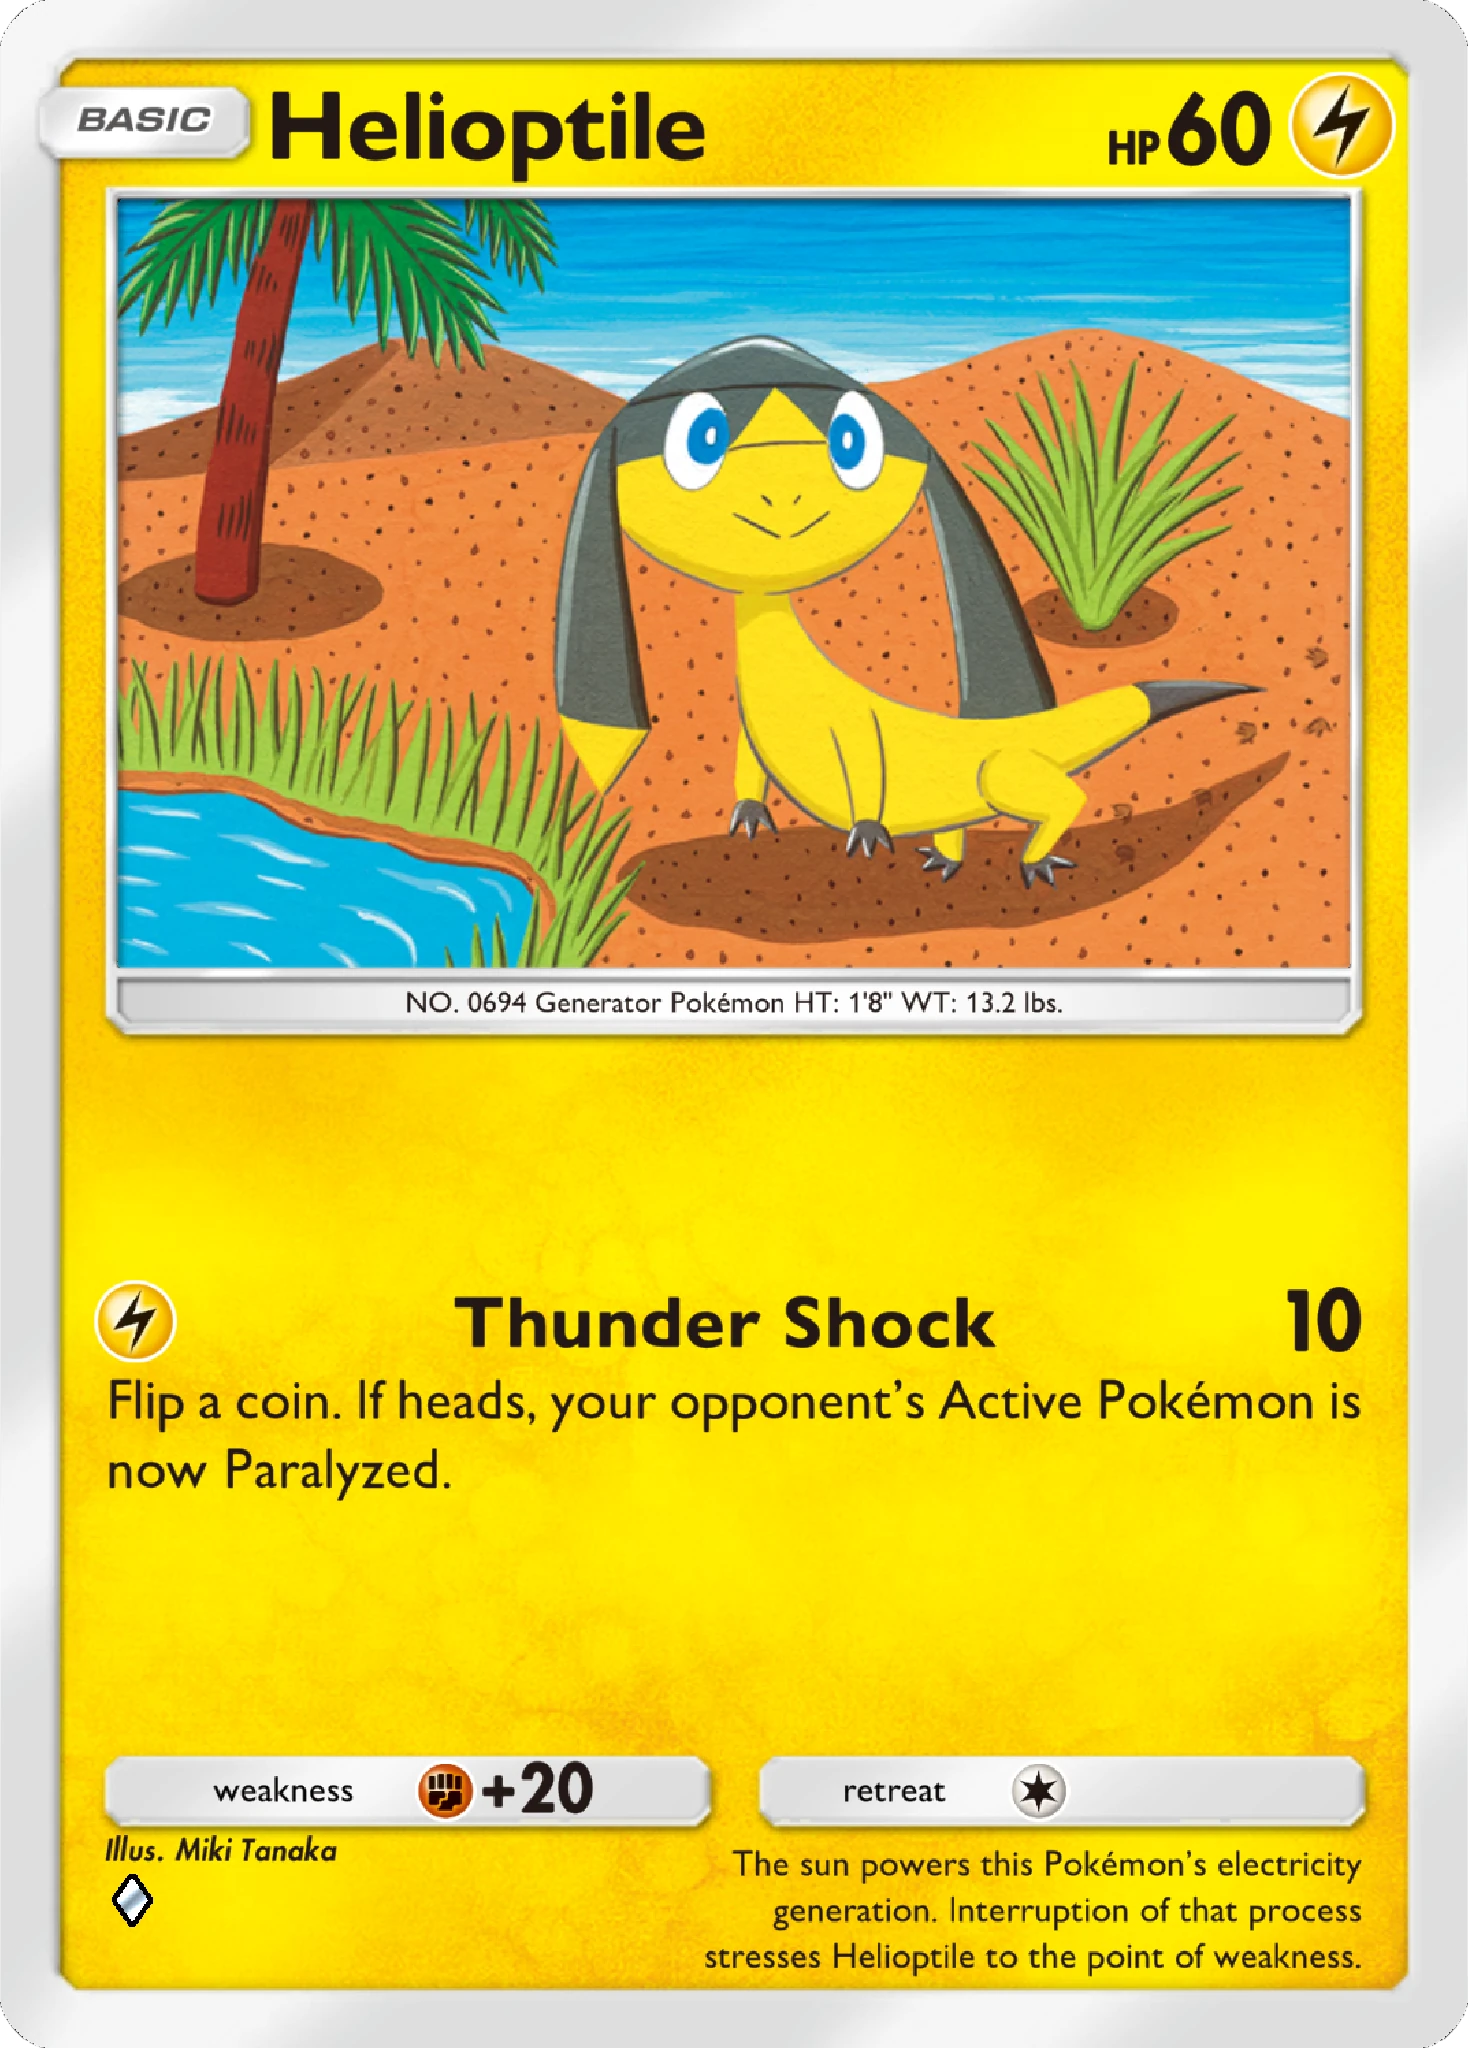 BASIC Helioptile HP 60
NO. 0694 Generator Pokémon HT: 1'8" WT: 13.2 lbs.
Thunder Shock 10
Flip a coin. If heads, your opponent’s Active Pokémon is
now Paralyzed.
weakness +20 retreat
Illus. Miki Tanaka
The sun powers this Pokémon’s electricity
generation. Interruption of that process
stresses Helioptile to the point of weakness.